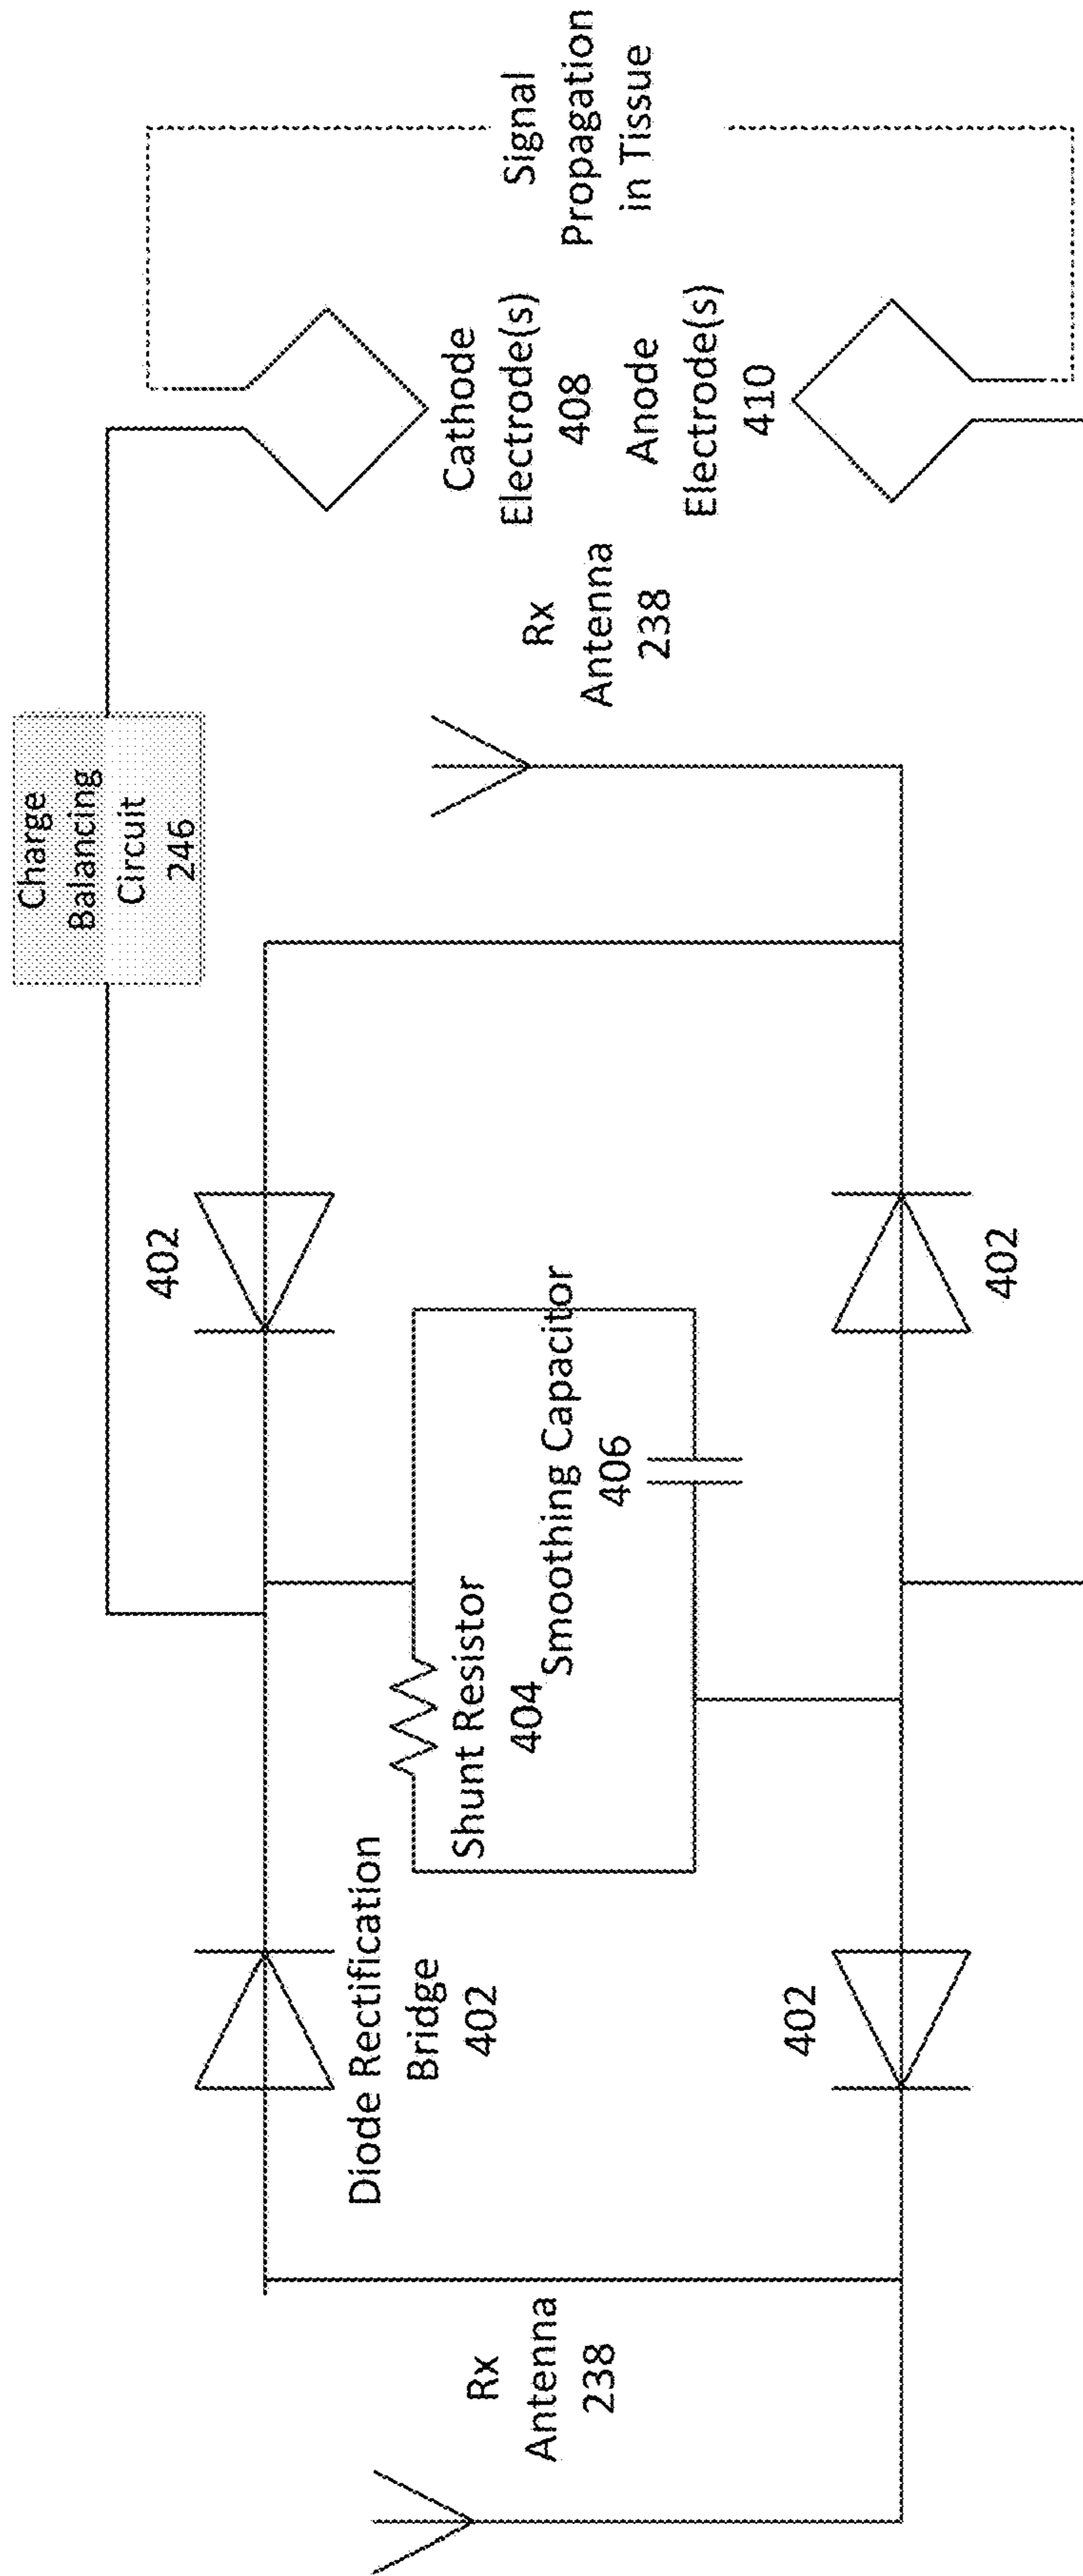 Charge
Balancing
Circuit
246
402
Diode Rectification
Bridge
402
Shunt Resistor
404
Smoothing Capacitor
406
Rx
Antenna
238
Rx
Antenna
238
Cathode
Electrode(s)
408
Anode
Electrode(s)
410
Signal
Propagation
in Tissue
402
402